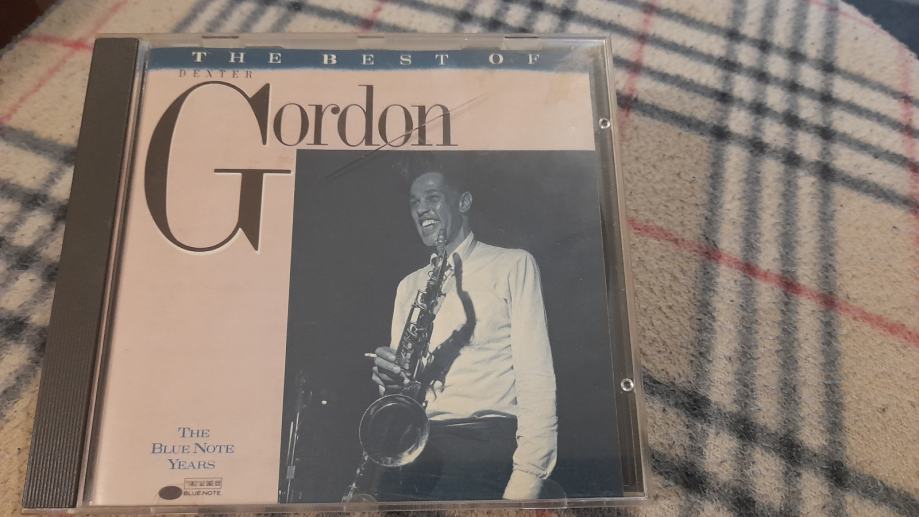 THE BEST OF
DEXTER
Gordon
THE
BLUE NOTE
YEARS
BLUE NOTE